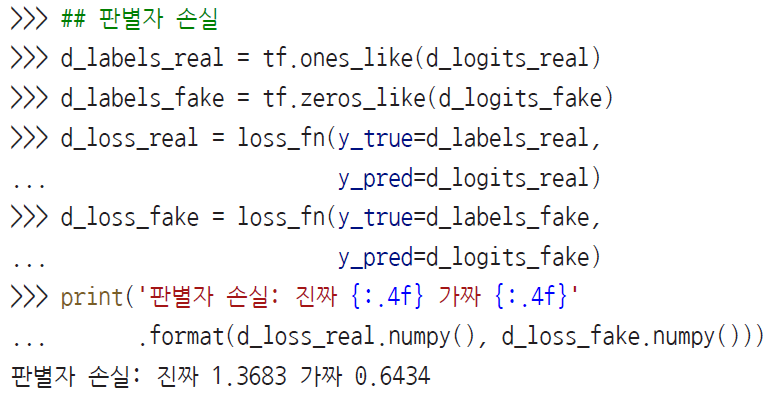 >>> ## 판별자 손실
>>> d_labels_real = tf.ones_like(d_logits_real)
>>> d_labels_fake = tf.zeros_like(d_logits_fake)
>>> d_loss_real = loss_fn(y_true=d_labels_real,
...                       y_pred=d_logits_real)
>>> d_loss_fake = loss_fn(y_true=d_labels_fake,
...                       y_pred=d_logits_fake)
>>> print('판별자 손실: 진짜 {:.4f} 가짜 {:.4f}'
...       .format(d_loss_real.numpy(), d_loss_fake.numpy()))
판별자 손실: 진짜 1.3683 가짜 0.6434